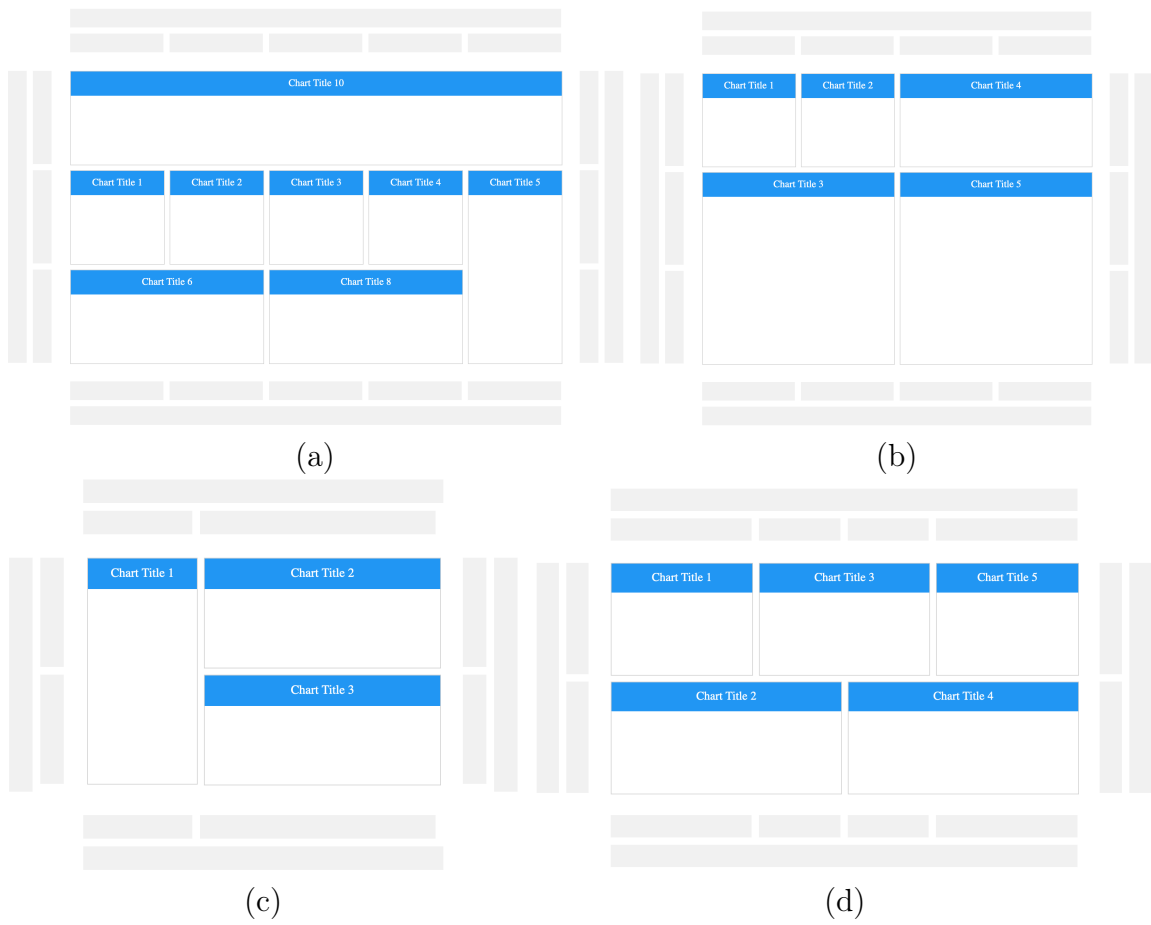 Chart Title 10
Chart Title 1 Chart Title 2 Chart Title 3 Chart Title 4 Chart Title 5
Chart Title 6 Chart Title 8
(a)
Chart Title 1 Chart Title 2 Chart Title 4
Chart Title 3 Chart Title 5
(b)
Chart Title 1 Chart Title 2
Chart Title 3
(c)
Chart Title 1 Chart Title 3 Chart Title 5
Chart Title 2 Chart Title 4
(d)